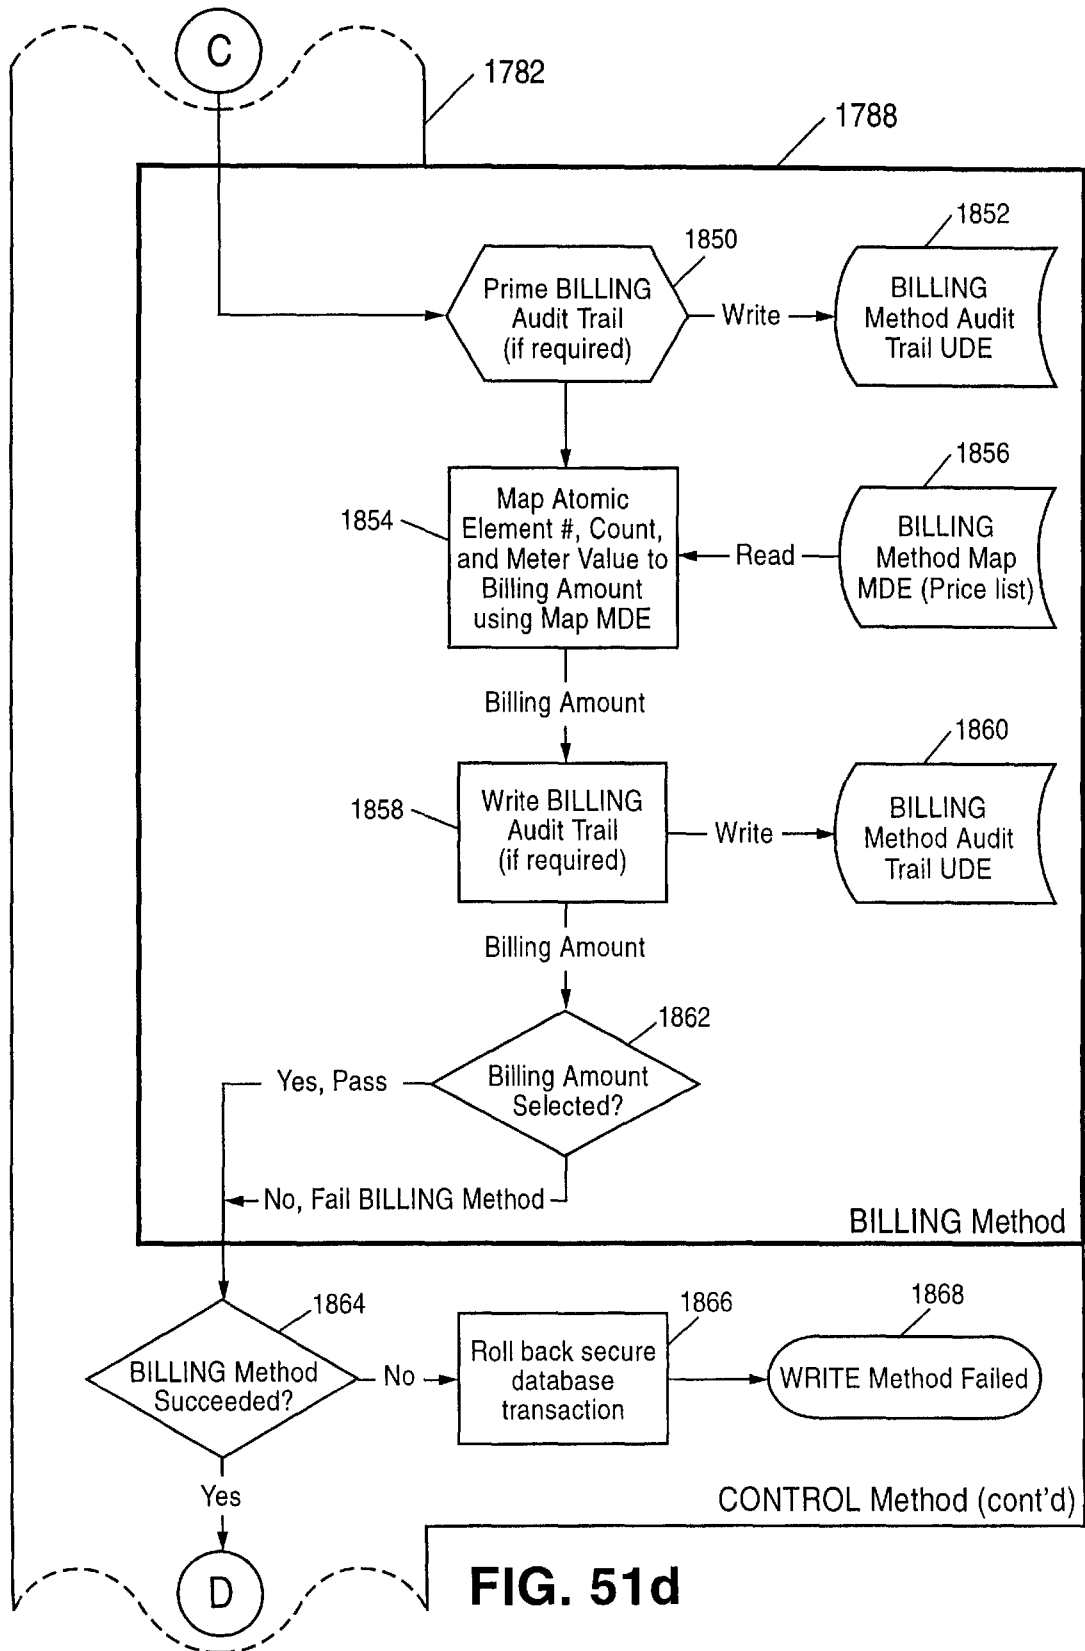 C
1782
1788
1852
1850
Prime BILLING
Audit Trail
(if required)
Write
BILLING
Method Audit
Trail UDE
1856
1854
Map Atomic
Element #, Count,
and Meter Value to
Billing Amount
using Map MDE
Read
BILLING
Method Map
MDE (Price list)
Billing Amount
1860
1858
Write BILLING
Audit Trail
(if required)
Write
BILLING
Method Audit
Trail UDE
Billing Amount
1862
Yes, Pass
Billing Amount
Selected?
No, Fail BILLING Method
BILLING Method
1864
1866
1868
BILLING Method
Succeeded?
No
Roll back secure
database
transaction
WRITE Method Failed
Yes
CONTROL Method (cont'd)
D
FIG. 51d